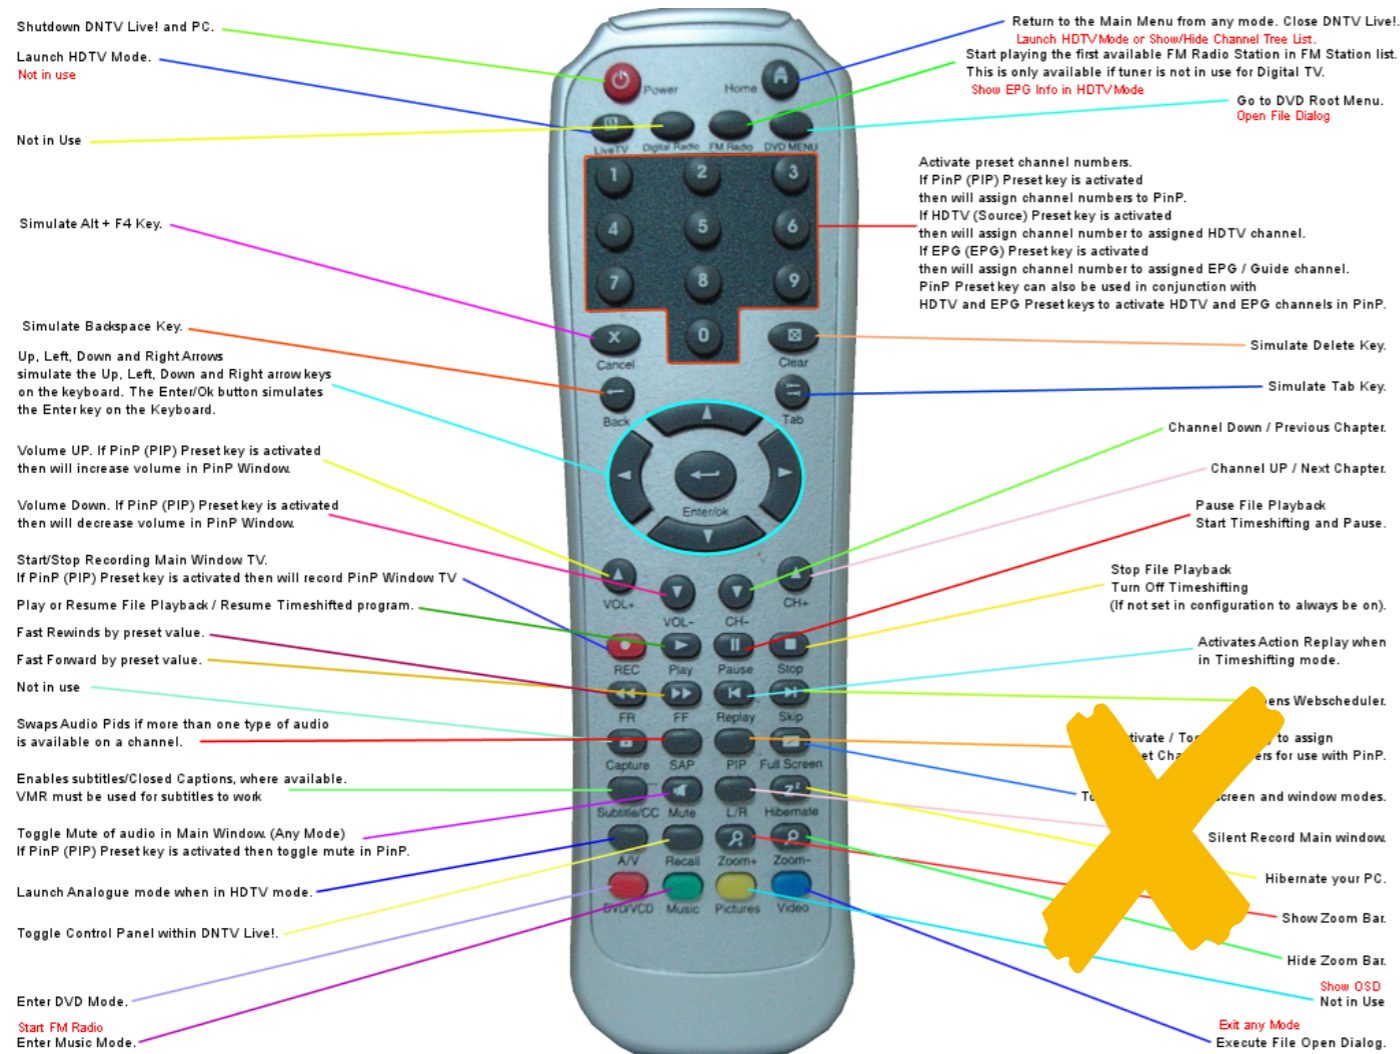 Shutdown DNTV Live! and PC.
Launch HDTV Mode.
Not in use
Not in Use
Simulate Alt + F4 Key.
Simulate Backspace Key.
Up, Left, Down and Right Arrows
simulate the Up, Left, Down and Right arrow keys
on the keyboard. The Enter/Ok button simulates
the Enter key on the Keyboard.
Volume UP. If PinP (PIP) Preset key is activated
then will increase volume in PinP Window.
Volume Down. If PinP (PIP) Preset key is activated
then will decrease volume in PinP Window.
Start/Stop Recording Main Window TV.
If PinP (PIP) Preset key is activated then will record PinP Window TV
Play or Resume File Playback / Resume Timeshifted program.
Fast Rewinds by preset value.
Fast Forward by preset value.
Not in use
Swaps Audio Pids if more than one type of audio
is available on a channel.
Enables subtitles/Closed Captions, where available.
VMR must be used for subtitles to work
Toggle Mute of audio in Main Window. (Any Mode)
If PinP (PIP) Preset key is activated then toggle mute in PinP.
Launch Analogue mode when in HDTV mode.
Toggle Control Panel within DNTV Live!.
Enter DVD Mode.
Start FM Radio
Enter Music Mode.
Power
Home
LiveTV
Digital Radio
FM Radio
DVD MENU
1
2
3
4
5
6
7
8
9
X
0
Cancel
Clear
Back
Tab
Enter/ok
VOL+
VOL-
CH-
CH+
REC
Play
Pause
Stop
FR
FF
Replay
Skip
Capture
SAP
PIP
Full Screen
Subtitle/CC
Mute
L/R
Hibernate
A/V
Recall
Zoom+
Zoom-
DVD/VCD
Music
Pictures
Video
Return to the Main Menu from any mode. Close DNTV Live!.
Launch HDTV Mode or Show/Hide Channel Tree List.
Start playing the first available FM Radio Station in FM Station list.
This is only available if tuner is not in use for Digital TV.
Show EPG Info in HDTV Mode
Go to DVD Root Menu.
Open File Dialog
Activate preset channel numbers.
If PinP (PIP) Preset key is activated
then will assign channel numbers to PinP.
If HDTV (Source) Preset key is activated
then will assign channel number to assigned HDTV channel.
If EPG (EPG) Preset key is activated
then will assign channel number to assigned EPG / Guide channel.
PinP Preset key can also be used in conjunction with
HDTV and EPG Preset keys to activate HDTV and EPG channels in PinP.
Simulate Delete Key.
Simulate Tab Key.
Channel Down / Previous Chapter.
Channel UP / Next Chapter.
Pause File Playback
Start Timeshifting and Pause.
Stop File Playback
Turn Off Timeshifting
(If not set in configuration to always be on).
Activates Action Replay when
in Timeshifting mode.
Webscheduler.
to assign
for use with PinP.
and window modes.
Silent Record Main window.
Hibernate your PC.
Show Zoom Bar.
Hide Zoom Bar.
Show OSD
Not in Use
Exit any Mode
Execute File Open Dialog.